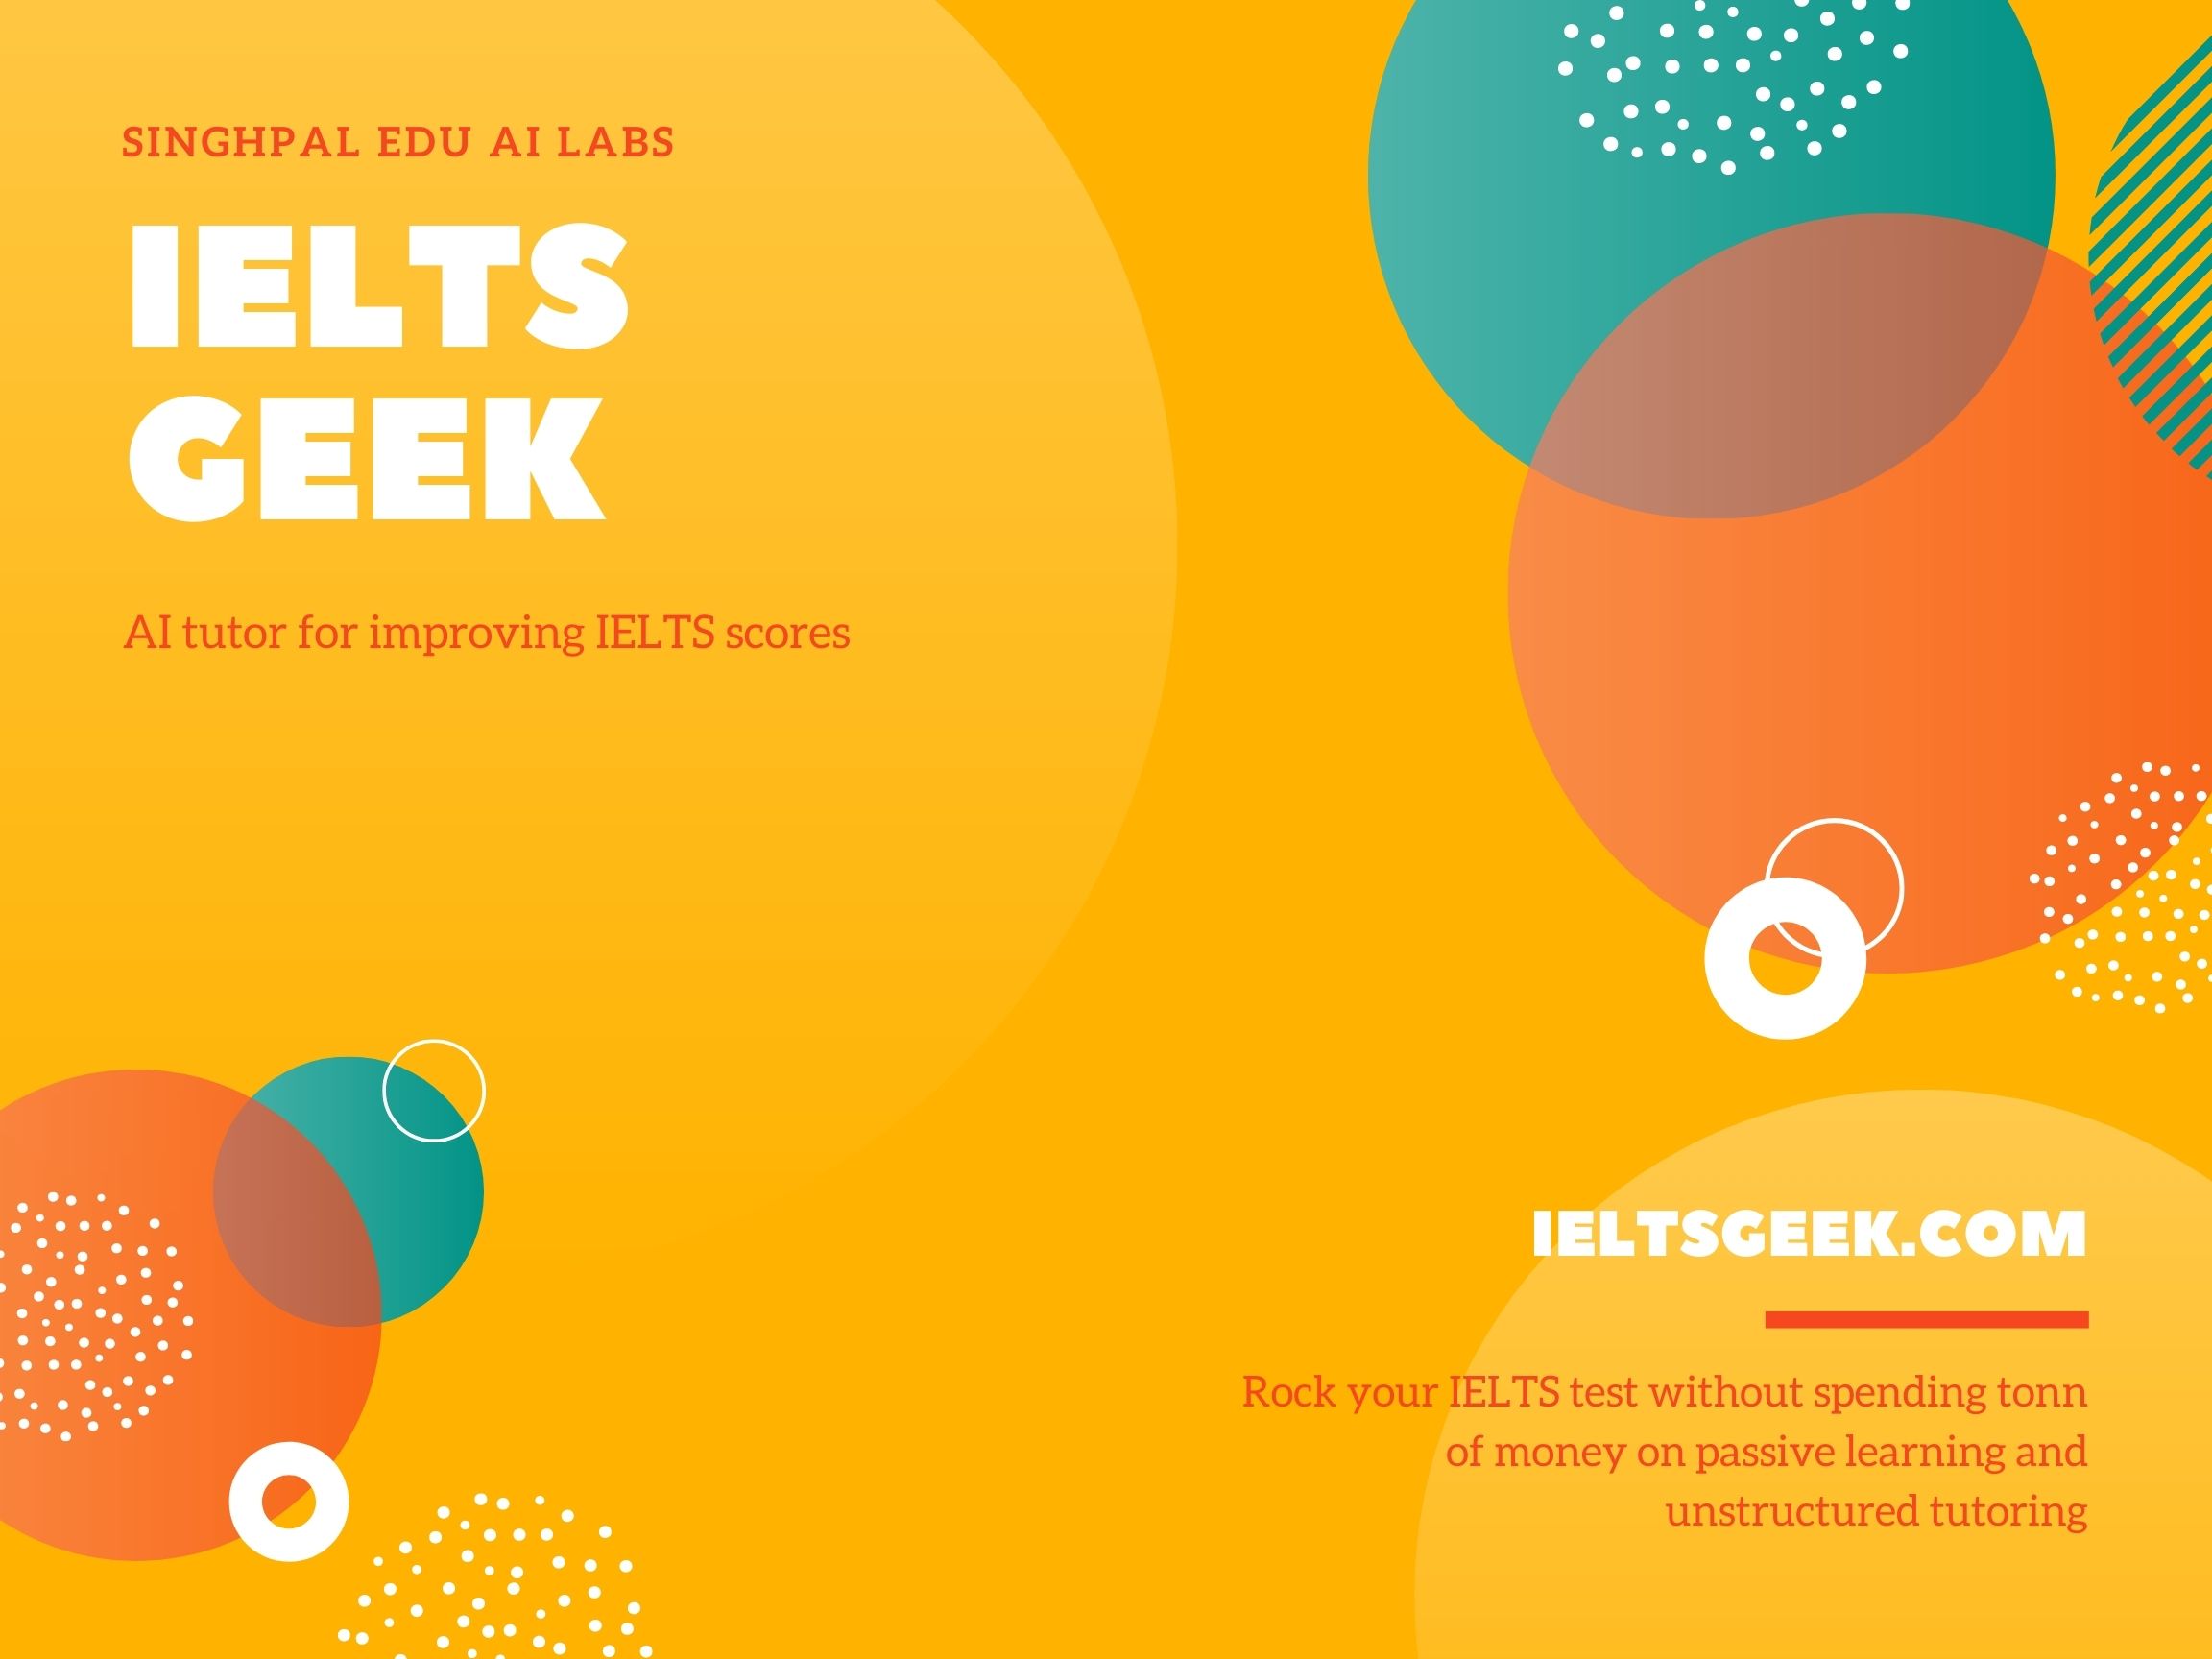 SINGHPAL EDU AI LABS
IELTS
GEEK
AI tutor for improving IELTS scores
IELTSGEEK.COM
Rock your IELTS test without spending tonn
of money on passive learning and
unstructured tutoring